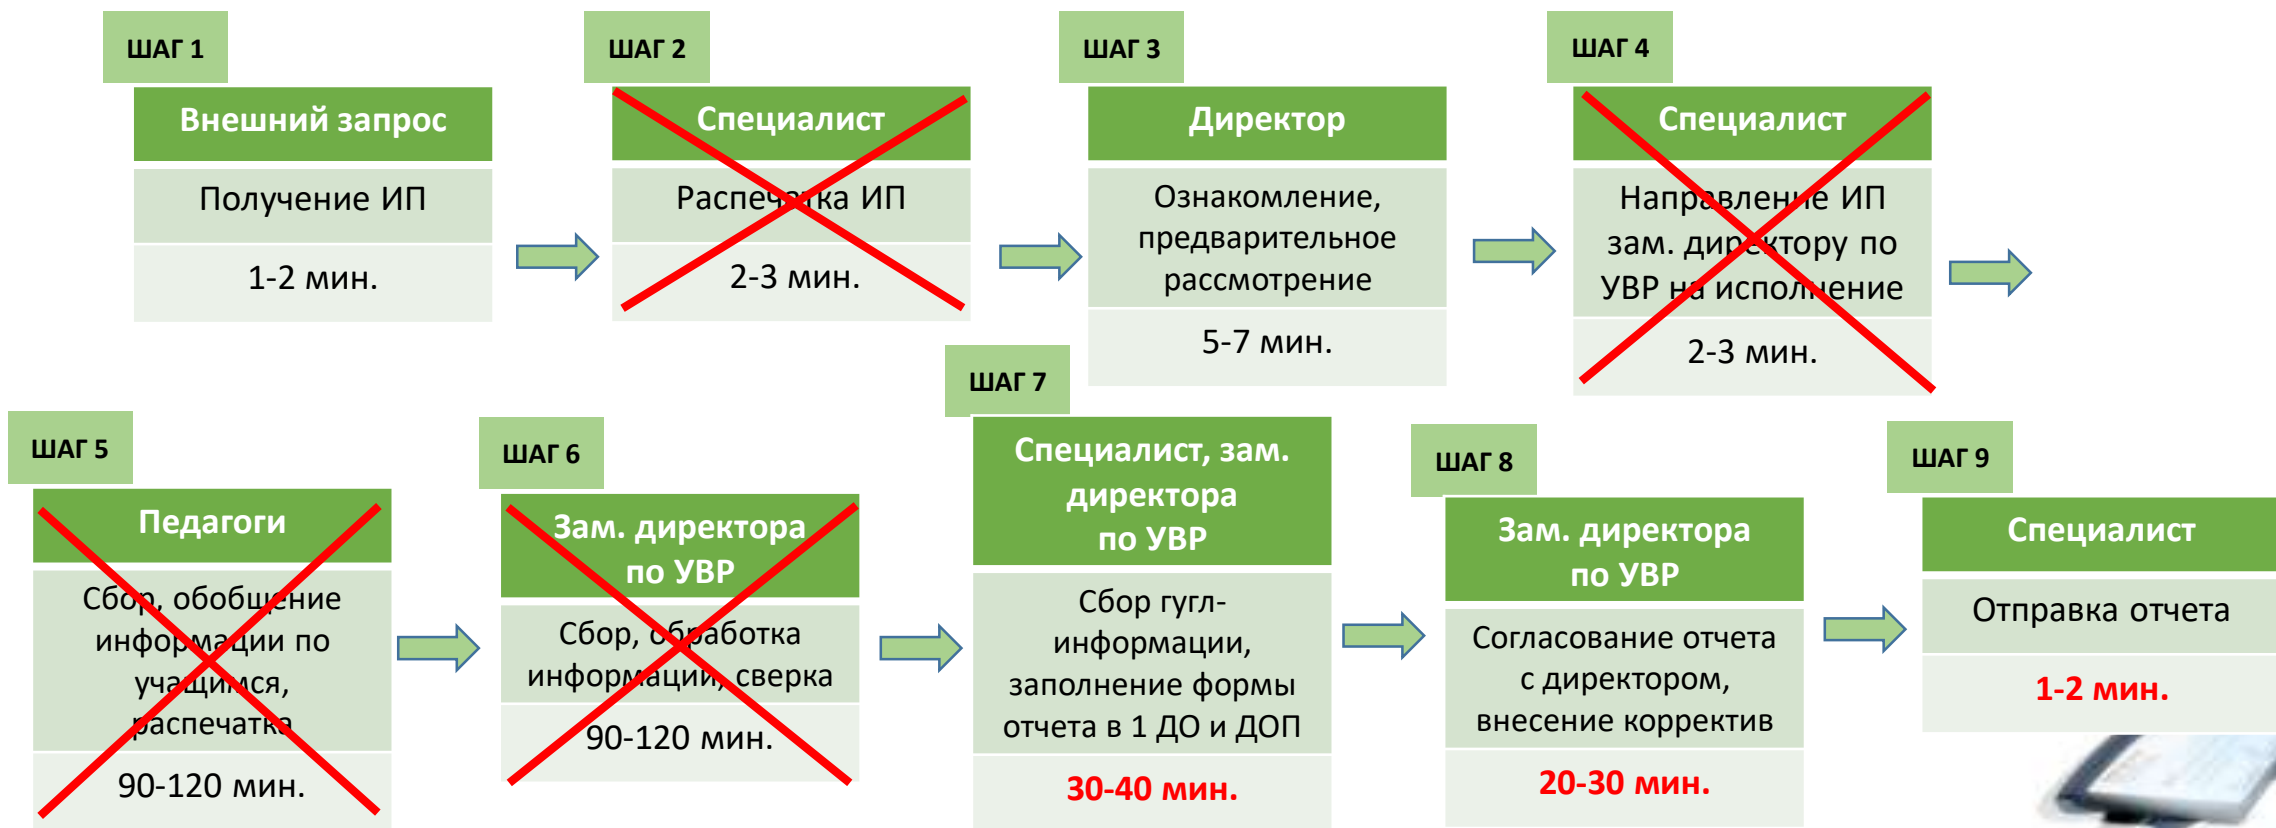 ШАГ 1
Внешний запрос
Получение ИП
1-2 мин.
ШАГ 2
Специалист
Распечатка ИП
2-3 мин.
ШАГ 3
Директор
Ознакомление,
предварительное
рассмотрение
5-7 мин.
ШАГ 4
Специалист
Направление ИП
зам. директору по
УВР на исполнение
2-3 мин.
ШАГ 5
Педагоги
Сбор, обобщение
информации по
учащимся,
распечатка
90-120 мин.
ШАГ 6
Зам. директора
по УВР
Сбор, обработка
информации, сверка
90-120 мин.
ШАГ 7
Специалист, зам.
директора
по УВР
Сбор гугл-
информации,
заполнение формы
отчета в 1 ДО и ДОП
30-40 мин.
ШАГ 8
Зам. директора
по УВР
Согласование отчета
с директором,
внесение корректив
20-30 мин.
ШАГ 9
Специалист
Отправка отчета
1-2 мин.